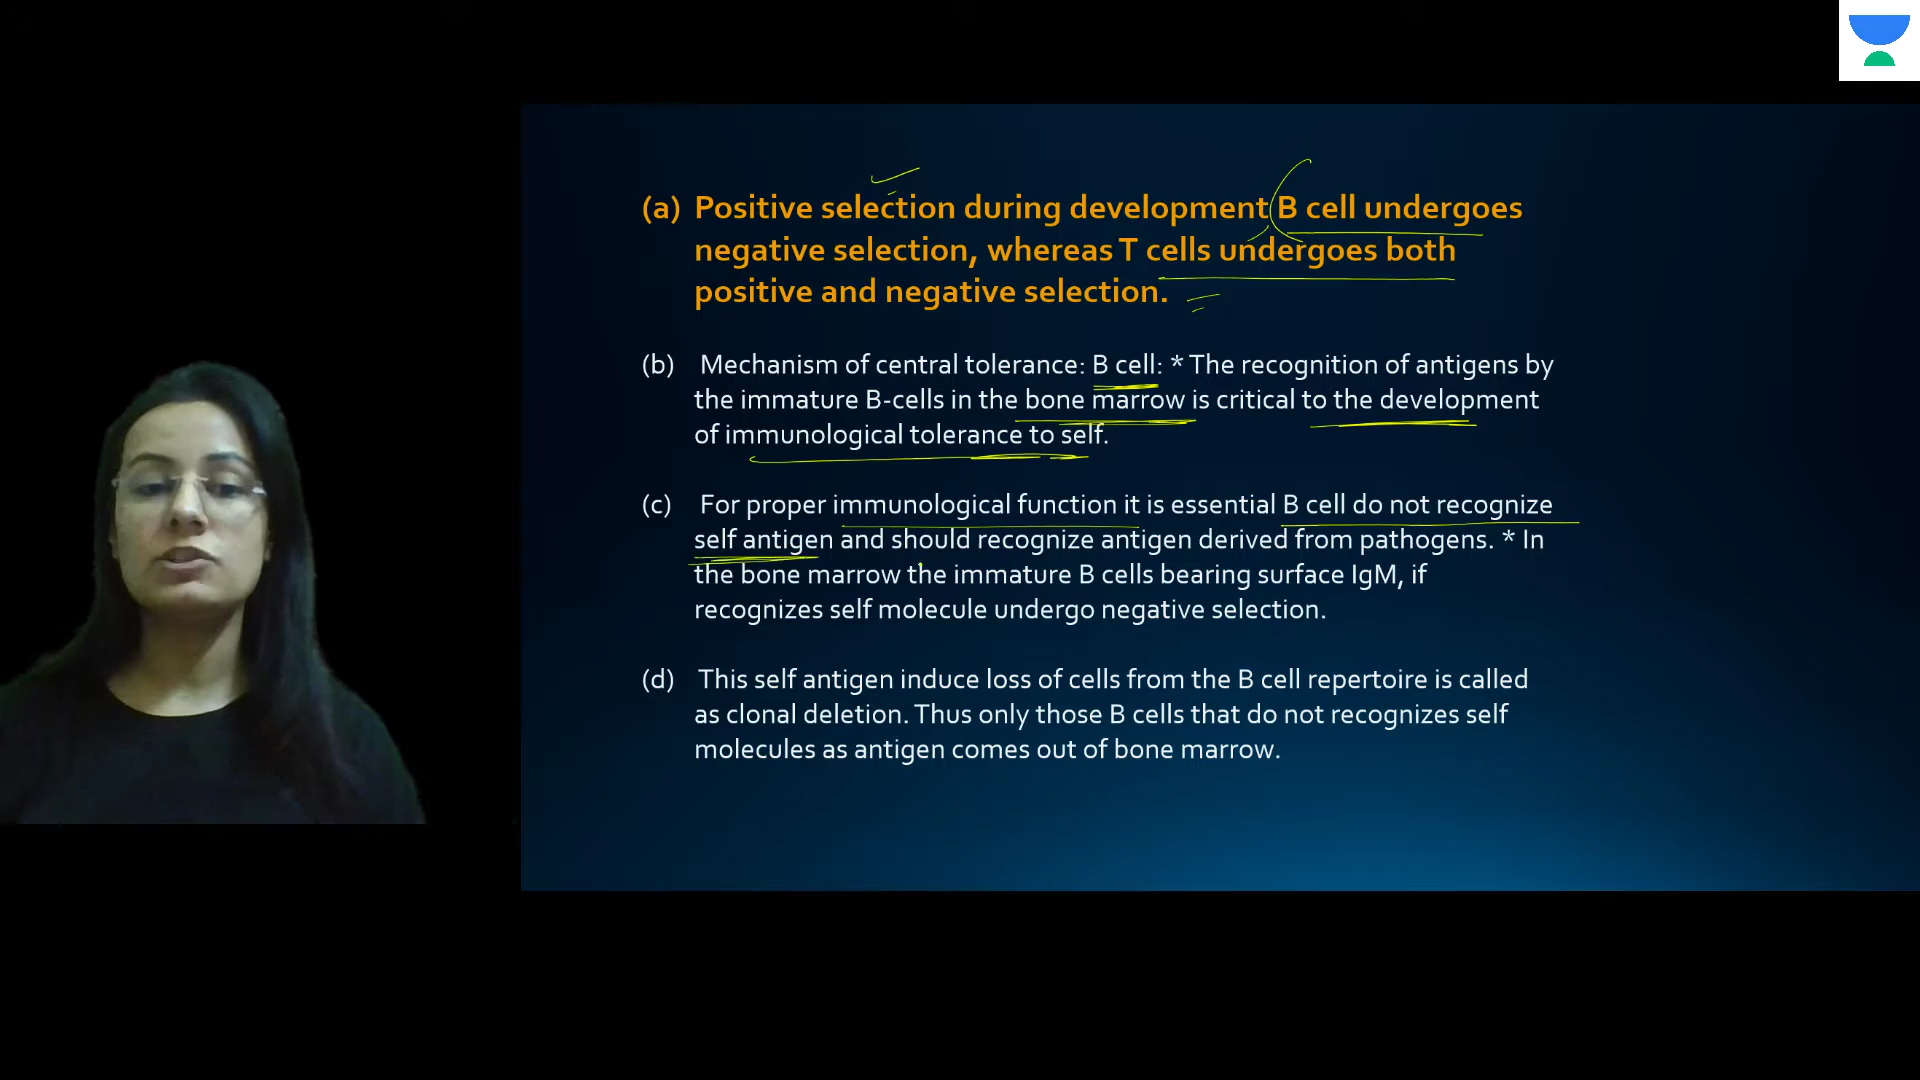 (a) Positive selection during development, B cell undergoes
negative selection, whereas T cells undergoes both
positive and negative selection.
(b) Mechanism of central tolerance: B cell: * The recognition of antigens by
the immature B-cells in the bone marrow is critical to the development
of immunological tolerance to self.
(c) For proper immunological function it is essential B cell do not recognize
self antigen and should recognize antigen derived from pathogens. * In
the bone marrow the immature B cells bearing surface IgM, if
recognizes self molecule undergo negative selection.
(d) This self antigen induce loss of cells from the B cell repertoire is called
as clonal deletion. Thus only those B cells that do not recognizes self
molecules as antigen comes out of bone marrow.